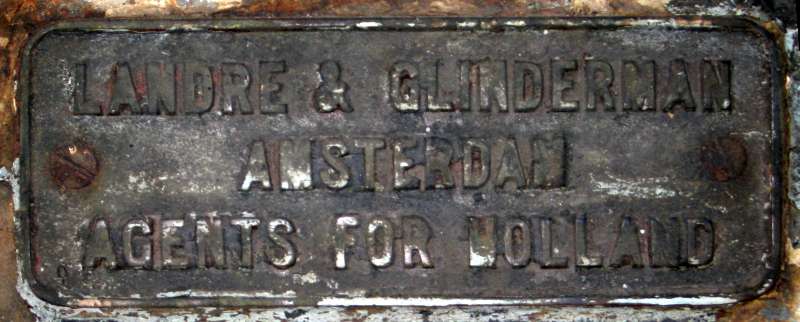 LANDRE & GLINDERMAN
AMSTERDAM
AGENTS FOR HOLLAND